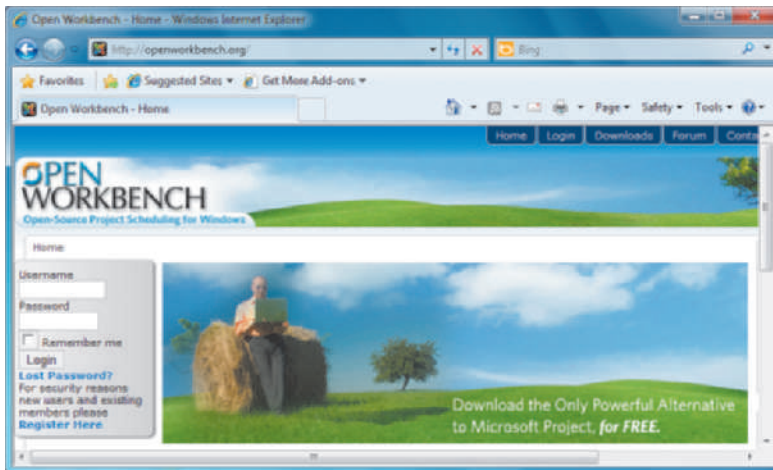 Open Workbench - Home - Windows Internet Explorer
http://openworkbench.org/
Bing
Favorites Suggested Sites Get More Add-ons
Open Workbench - Home Page Safety Tools
Home Login Downloads Forum Conta
OPEN
WORKBENCH
Open-Source Project Scheduling for Windows
Home
Username
Password
Remember me
Login
Lost Password?
For security reasons
new users and existing
members please
Register Here
Download the Only Powerful Alternative
to Microsoft Project, for FREE.